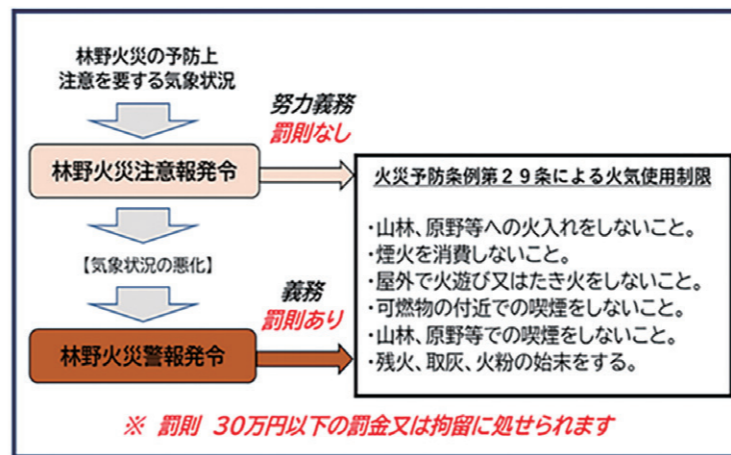 林野火災の予防上
注意を要する気象状況
努力義務
罰則なし
林野火災注意報発令
火災予防条例第29条による火気使用制限
・山林、原野等への火入れをしないこと。
・煙火を消費しないこと。
・屋外で火遊び又はたき火をしないこと。
・可燃物の付近での喫煙をしないこと。
・山林、原野等での喫煙をしないこと。
・残火、取灰、火粉の始末をする。
【気象状況の悪化】
義務
罰則あり
林野火災警報発令
※ 罰則 30万円以下の罰金又は拘留に処せられます